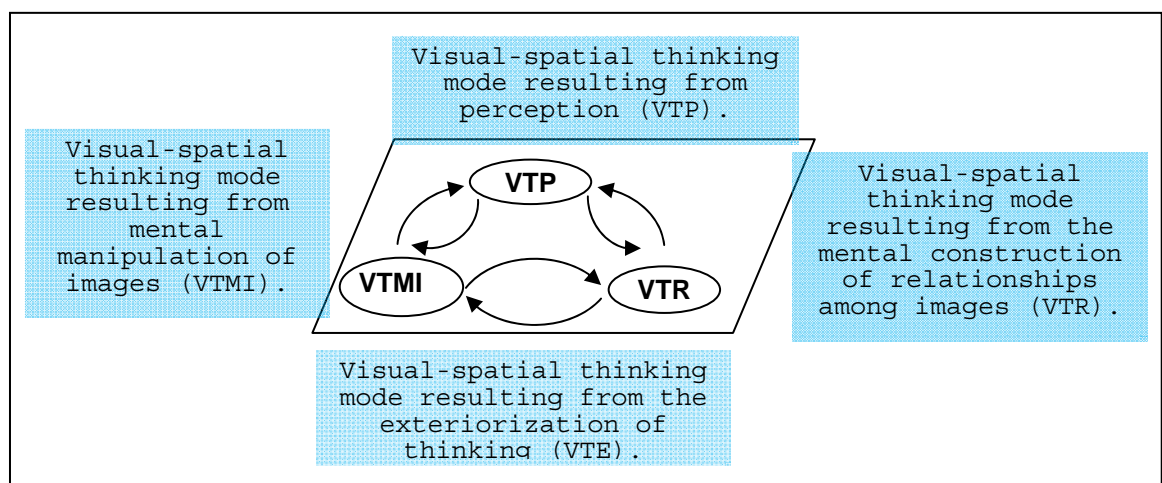 Visual-spatial thinking
mode resulting from
perception (VTP).
Visual-spatial
thinking mode
resulting from
mental
manipulation of
images (VTMI).
VTP
VTMI
VTR
Visual-spatial
thinking mode
resulting from the
mental construction
of relationships
among images (VTR).
Visual-spatial thinking
mode resulting from the
exteriorization of
thinking (VTE).